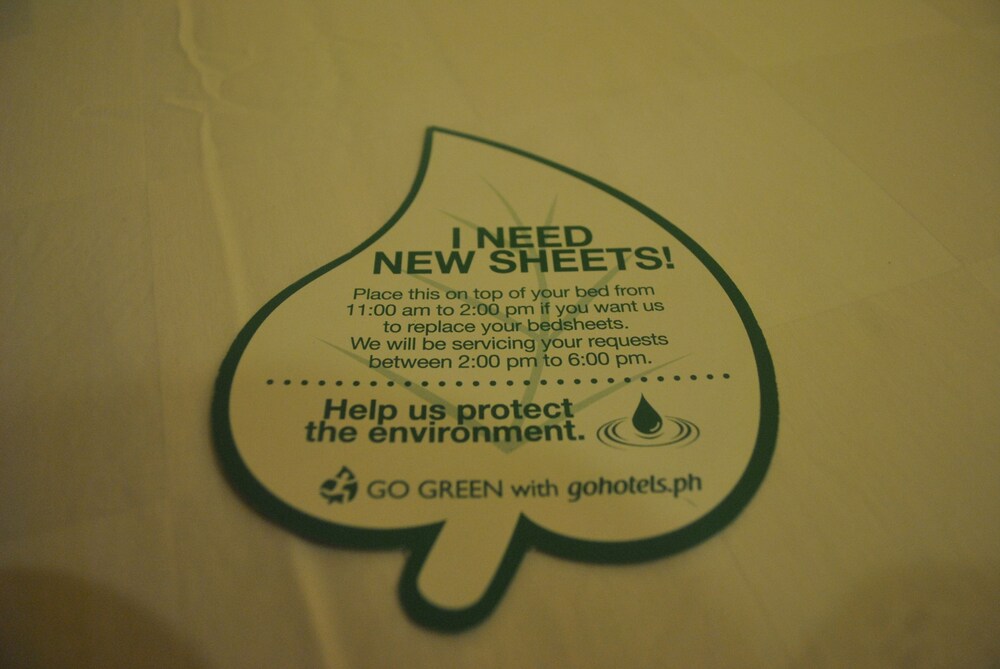 I NEED
NEW SHEETS!
Place this on top of your bed from
11:00 am to 2:00 pm if you want us
to replace your bedsheets.
We will be servicing your requests
between 2:00 pm to 6:00 pm.
Help us protect
the environment.
GO GREEN with gohotels.ph